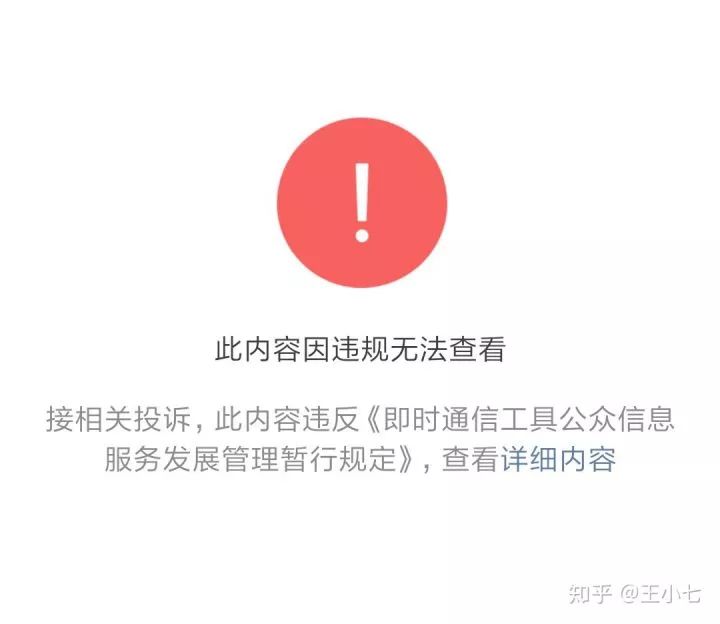 此内容因违规无法查看
接相关投诉，此内容违反《即时通信工具公众信息
服务发展管理暂行规定》，查看详细内容
知乎 @王小七